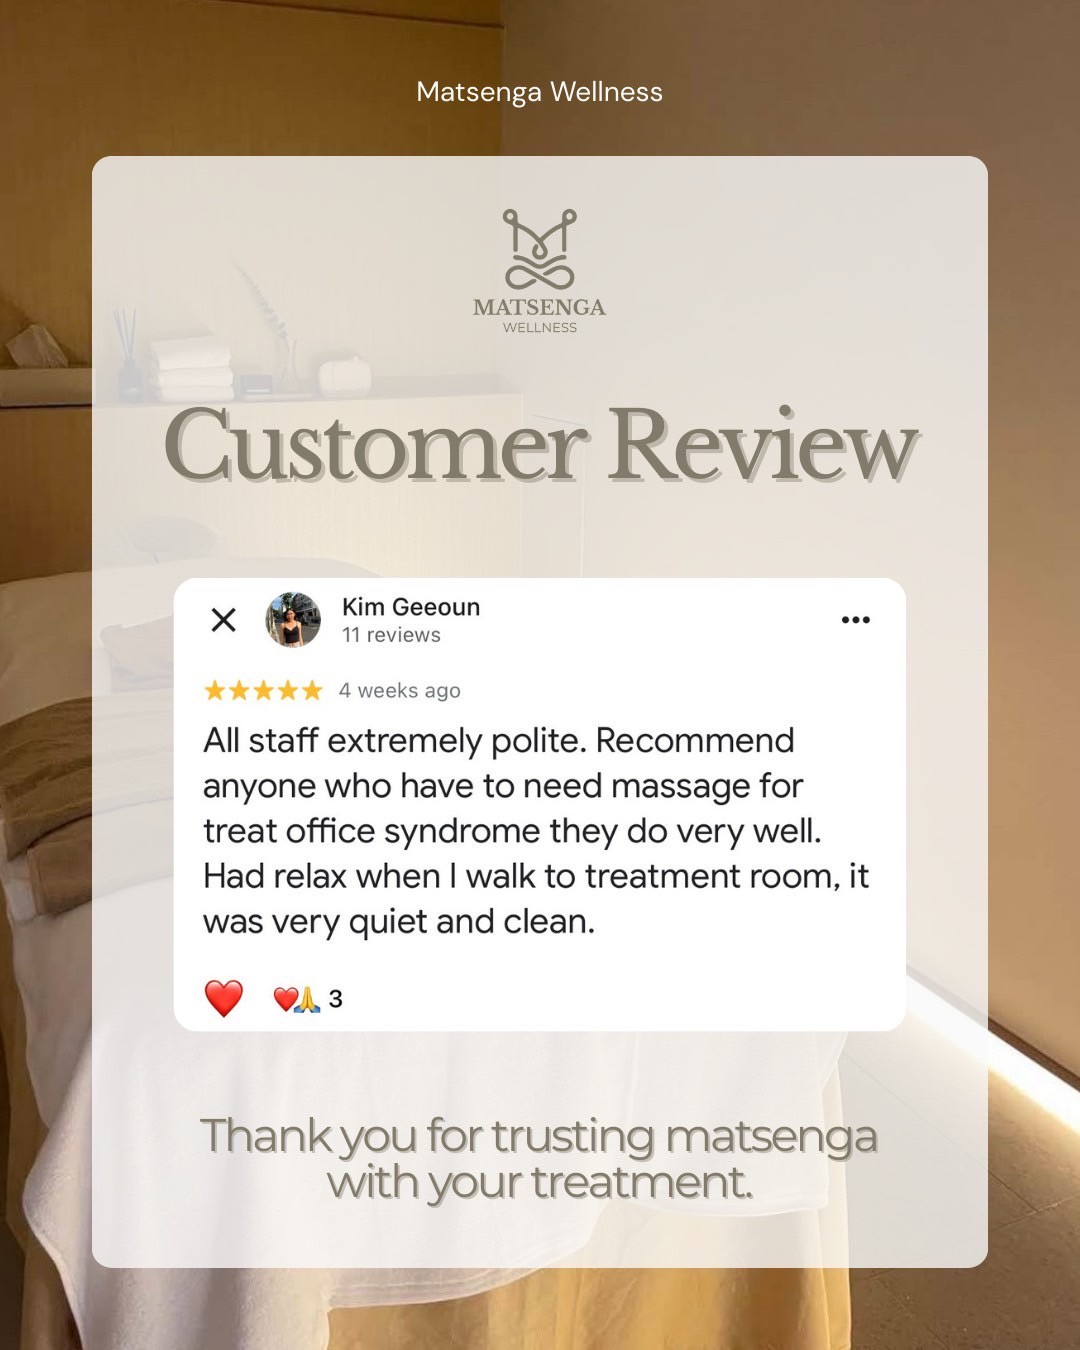 Matsenga Wellness
MATSENGA
WELLNESS
Customer Review
Kim Geeoun
11 reviews
4 weeks ago
All staff extremely polite. Recommend
anyone who have to need massage for
treat office syndrome they do very well.
Had relax when I walk to treatment room, it
was very quiet and clean.
3
Thank you for trusting matsenga
with your treatment.